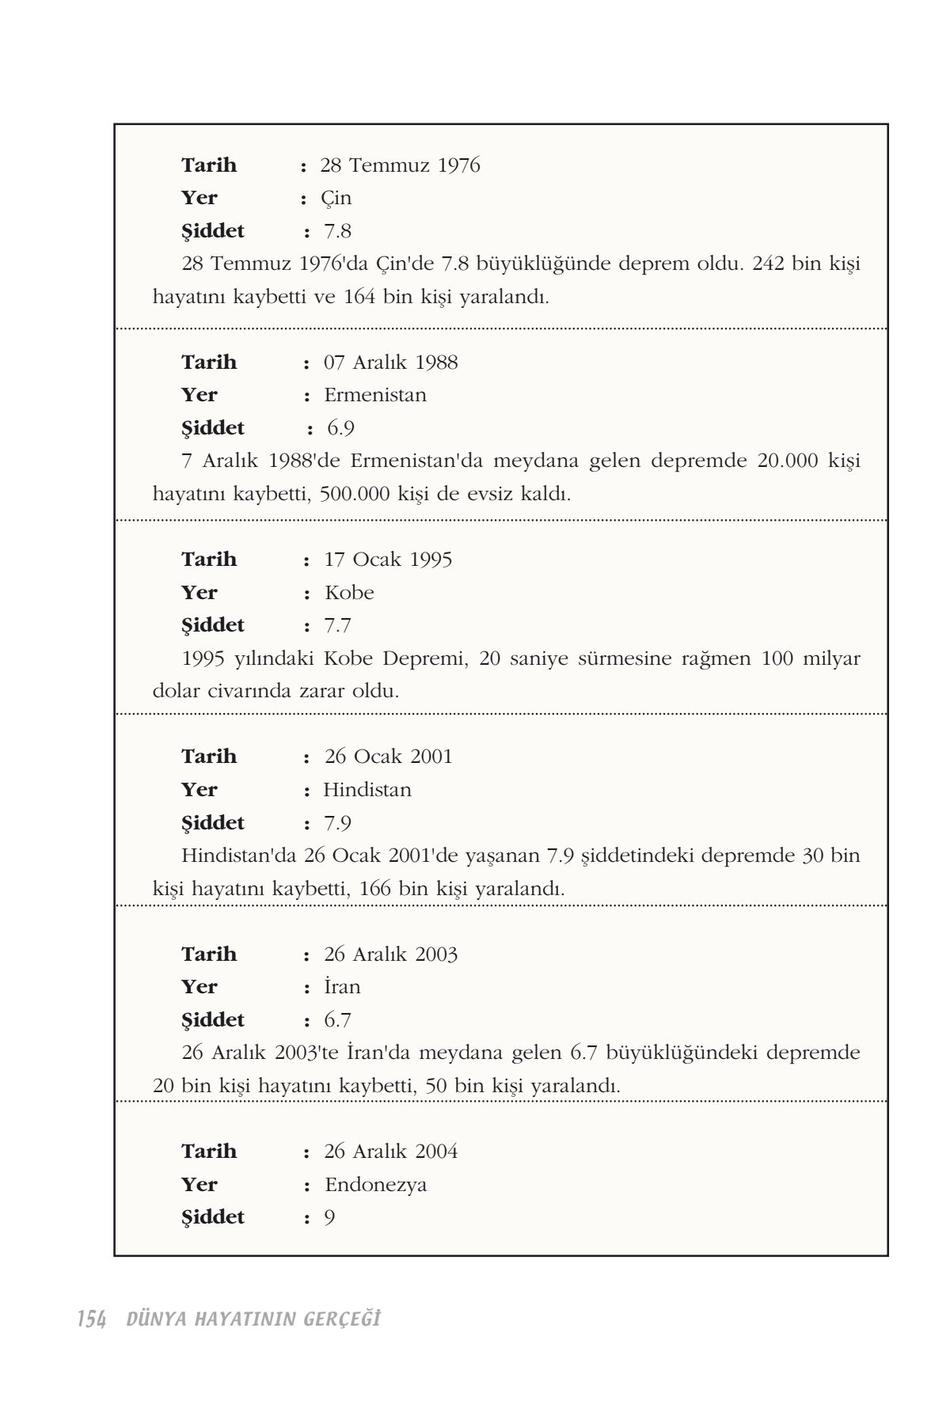 Tarih : 28 Temmuz 1976
Yer : Çin
Şiddet : 7.8
28 Temmuz 1976'da Çin'de 7.8 büyüklüğünde deprem oldu. 242 bin kişi
hayatını kaybetti ve 164 bin kişi yaralandı.
Tarih : 07 Aralık 1988
Yer : Ermenistan
Şiddet : 6.9
7 Aralık 1988'de Ermenistan'da meydana gelen depremde 20.000 kişi
hayatını kaybetti, 500.000 kişi de evsiz kaldı.
Tarih : 17 Ocak 1995
Yer : Kobe
Şiddet : 7.7
1995 yılındaki Kobe Depremi, 20 saniye sürmesine rağmen 100 milyar
dolar civarında zarar oldu.
Tarih : 26 Ocak 2001
Yer : Hindistan
Şiddet : 7.9
Hindistan'da 26 Ocak 2001'de yaşanan 7.9 şiddetindeki depremde 30 bin
kişi hayatını kaybetti, 166 bin kişi yaralandı.
Tarih : 26 Aralık 2003
Yer : İran
Şiddet : 6.7
26 Aralık 2003'te İran'da meydana gelen 6.7 büyüklüğündeki depremde
20 bin kişi hayatını kaybetti, 50 bin kişi yaralandı.
Tarih : 26 Aralık 2004
Yer : Endonezya
Şiddet : 9
154 DÜNYA HAYATININ GERÇEĞİ